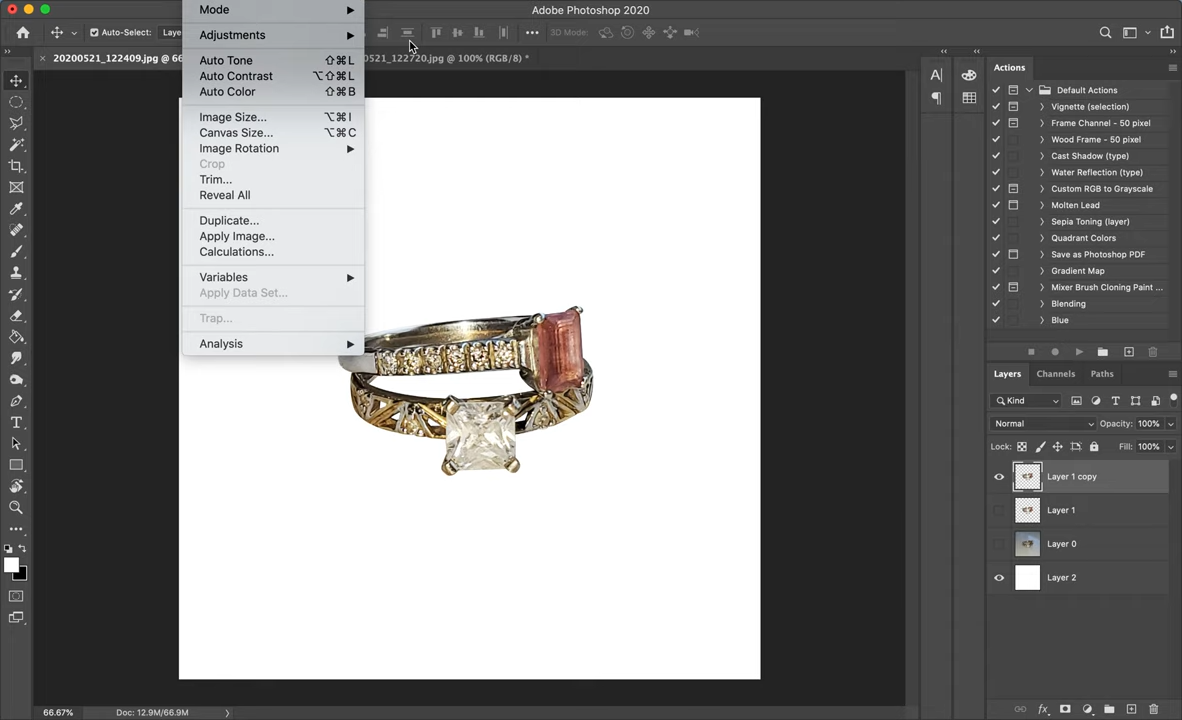 Adobe Photoshop 2020
Auto-Select:
Laye
3D Mode:
20200521_122409.jpg @ 66
521_122720.jpg @ 100% (RGB/8) *
Mode
Adjustments
Auto Tone ⇧⌘L
Auto Contrast ⌥⇧⌘L
Auto Color ⇧⌘B
Image Size... ⌥⌘I
Canvas Size... ⌥⌘C
Image Rotation
Crop
Trim...
Reveal All
Duplicate...
Apply Image...
Calculations...
Variables
Apply Data Set...
Trap...
Analysis
Actions
Default Actions
Vignette (selection)
Frame Channel - 50 pixel
Wood Frame - 50 pixel
Cast Shadow (type)
Water Reflection (type)
Custom RGB to Grayscale
Molten Lead
Sepia Toning (layer)
Quadrant Colors
Save as Photoshop PDF
Gradient Map
Mixer Brush Cloning Paint ...
Blending
Blue
Layers Channels Paths
Kind
Normal Opacity: 100%
Lock: Fill: 100%
Layer 1 copy
Layer 1
Layer 0
Layer 2
66.67% Doc: 12.9M/66.9M